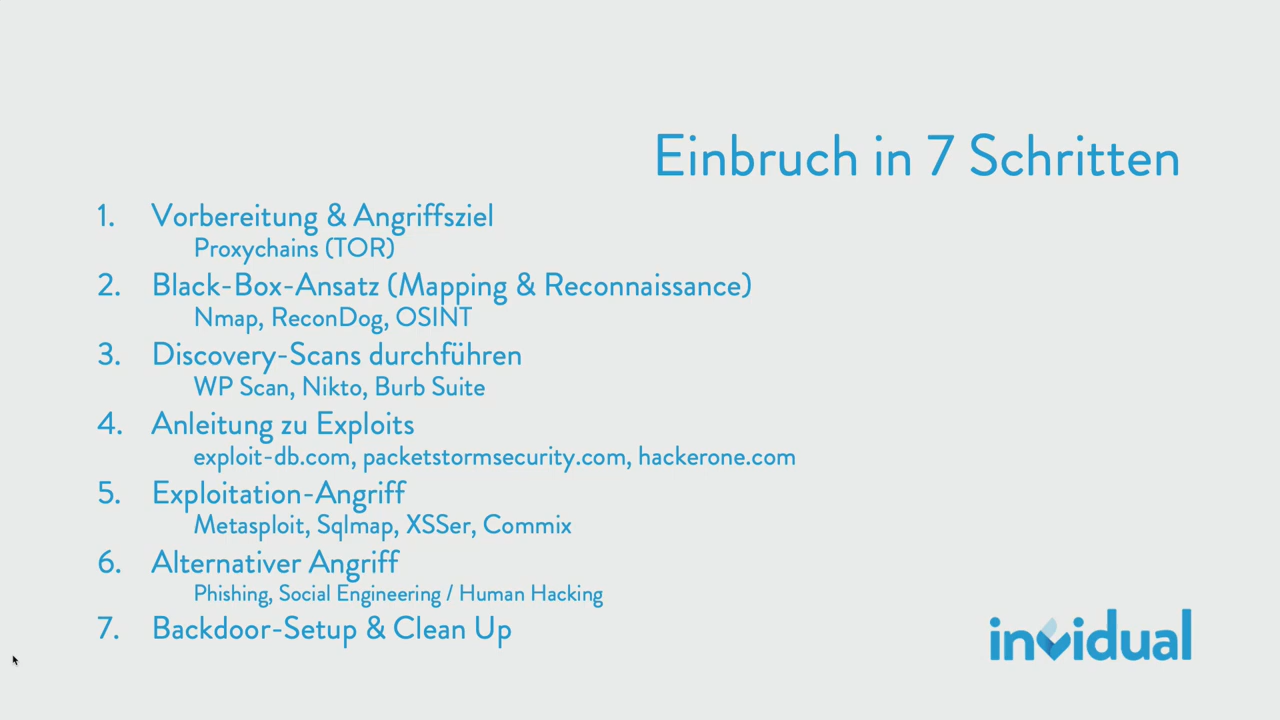 Einbruch in 7 Schritten
1. Vorbereitung & Angriffsziel
Proxychains (TOR)
2. Black-Box-Ansatz (Mapping & Reconnaissance)
Nmap, ReconDog, OSINT
3. Discovery-Scans durchführen
WP Scan, Nikto, Burb Suite
4. Anleitung zu Exploits
exploit-db.com, packetstormsecurity.com, hackerone.com
5. Exploitation-Angriff
Metasploit, Sqlmap, XSSer, Commix
6. Alternativer Angriff
Phishing, Social Engineering / Human Hacking
7. Backdoor-Setup & Clean Up
invidual